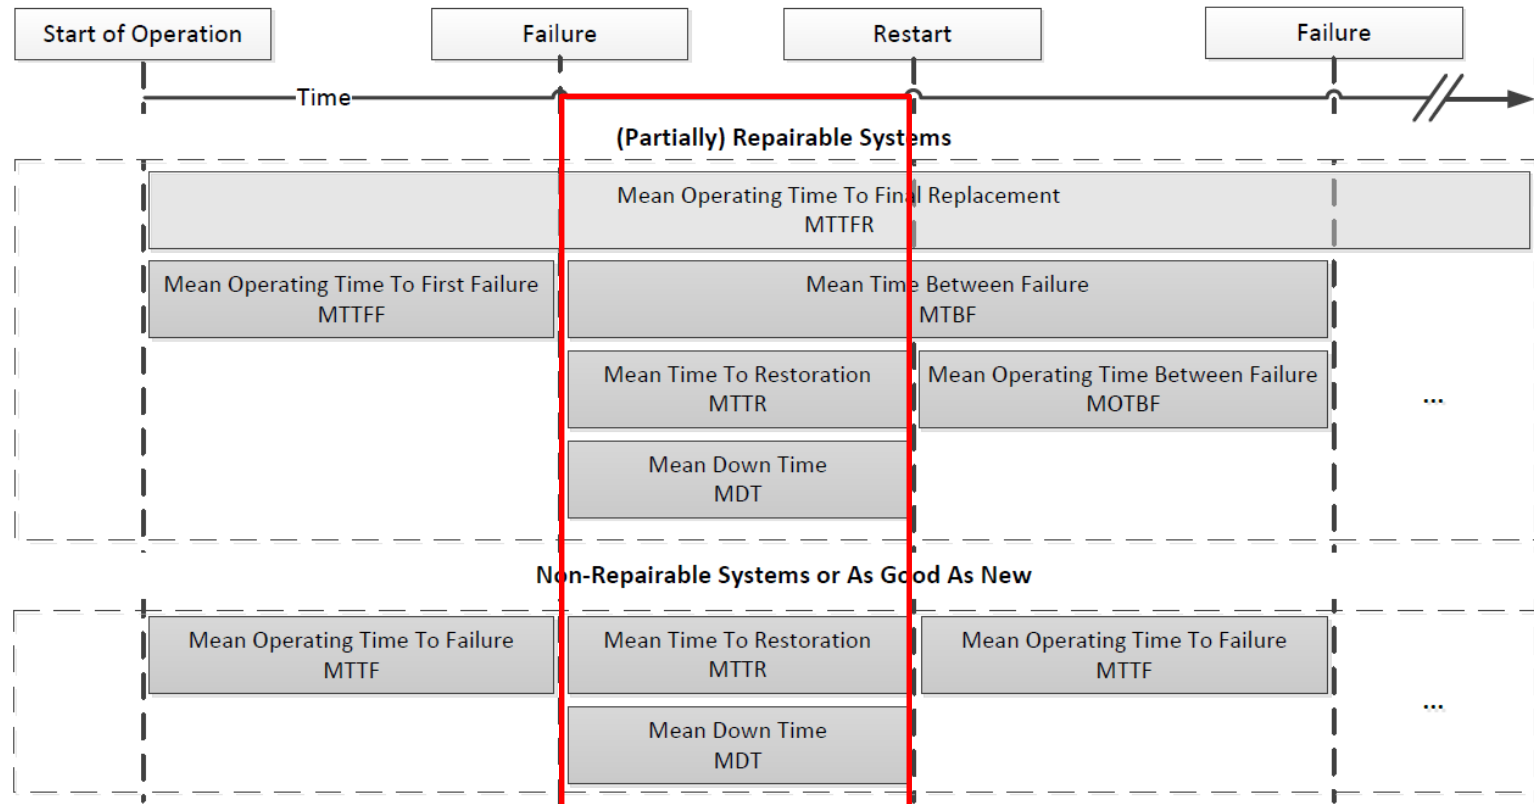 Start of Operation
Failure
Restart
Failure
Time
(Partially) Repairable Systems
Mean Operating Time To Final Replacement
MTTFR
Mean Operating Time To First Failure
MTTFF
Mean Time Between Failure
MTBF
Mean Time To Restoration
MTTR
Mean Operating Time Between Failure
MOTBF
...
Mean Down Time
MDT
Non-Repairable Systems or As Good As New
Mean Operating Time To Failure
MTTF
Mean Time To Restoration
MTTR
Mean Operating Time To Failure
MTTF
...
Mean Down Time
MDT